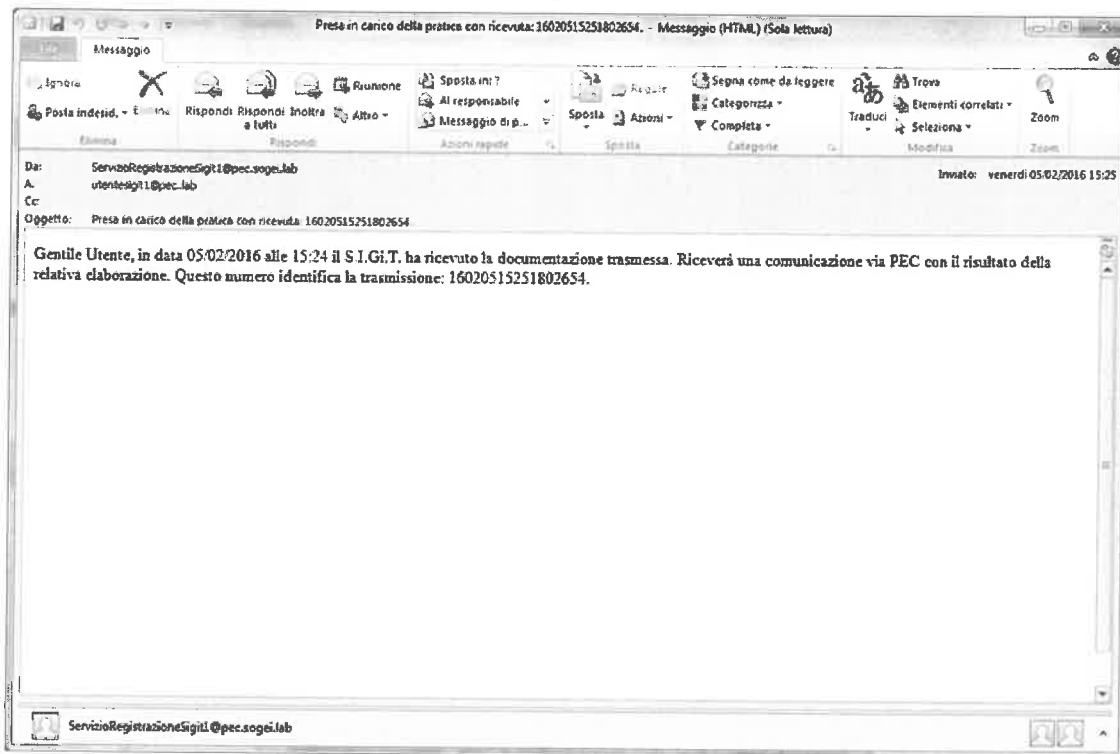 Presa in carico della pratica con ricevuta: 16020515251802654. - Messaggio (HTML) (Sola lettura)
Messaggio
Ignora
Posta indesid.
Rispondi Rispondi a tutti Inoltra
Riunione
Altro
Sposta in: ?
Al responsabile
Messaggio di p...
Sposta
Regole
Azioni
Segna come da leggere
Categorizza
Completa
Traduci
Trova
Elementi correlati
Seleziona
Zoom
Elimina Rispondi Azioni rapide Sposta Categorie Modifica Zoom
Da: ServizioRegistrazioneSigit1@pec.sogei.lab
Inviato: venerdì 05/02/2016 15:25
A: utentesigit1@pec.lab
Cc:
Oggetto: Presa in carico della pratica con ricevuta: 16020515251802654
Gentile Utente, in data 05/02/2016 alle 15:24 il S.I.Gi.T. ha ricevuto la documentazione trasmessa. Riceverà una comunicazione via PEC con il risultato della
relativa elaborazione. Questo numero identifica la trasmissione: 16020515251802654.
ServizioRegistrazioneSigit1@pec.sogei.lab